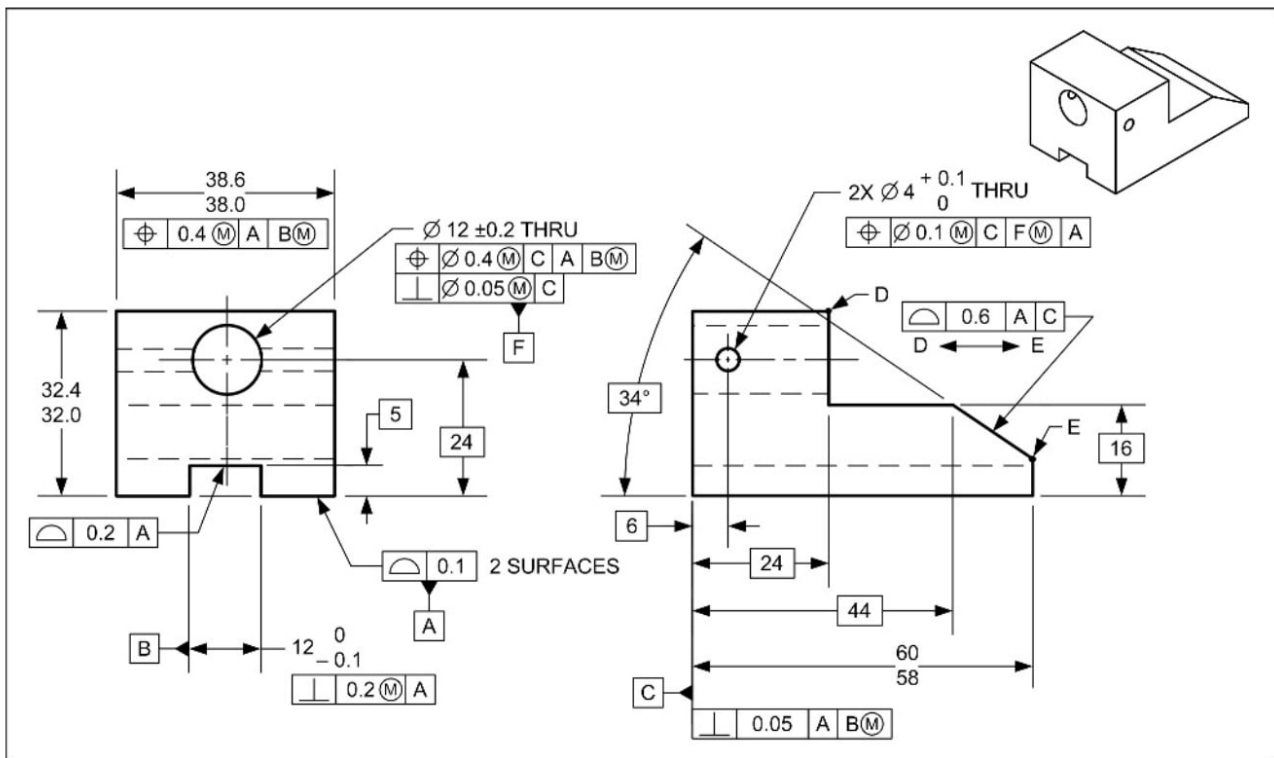 38.6
38.0
⌖ 0.4 Ⓜ A B Ⓜ
Ø 12 ±0.2 THRU
⌖ Ø 0.4 Ⓜ C A B Ⓜ
⟂ Ø 0.05 Ⓜ C
F
32.4
32.0
5
24
⌓ 0.2 A
⌓ 0.1 2 SURFACES
A
B
12 0
– 0.1
⟂ 0.2 Ⓜ A
2X Ø 4 + 0.1 THRU
0
⌖ Ø 0.1 Ⓜ C F Ⓜ A
D
⌓ 0.6 A C
D E
34°
E
16
6
24
44
60
58
C
⟂ 0.05 A B Ⓜ